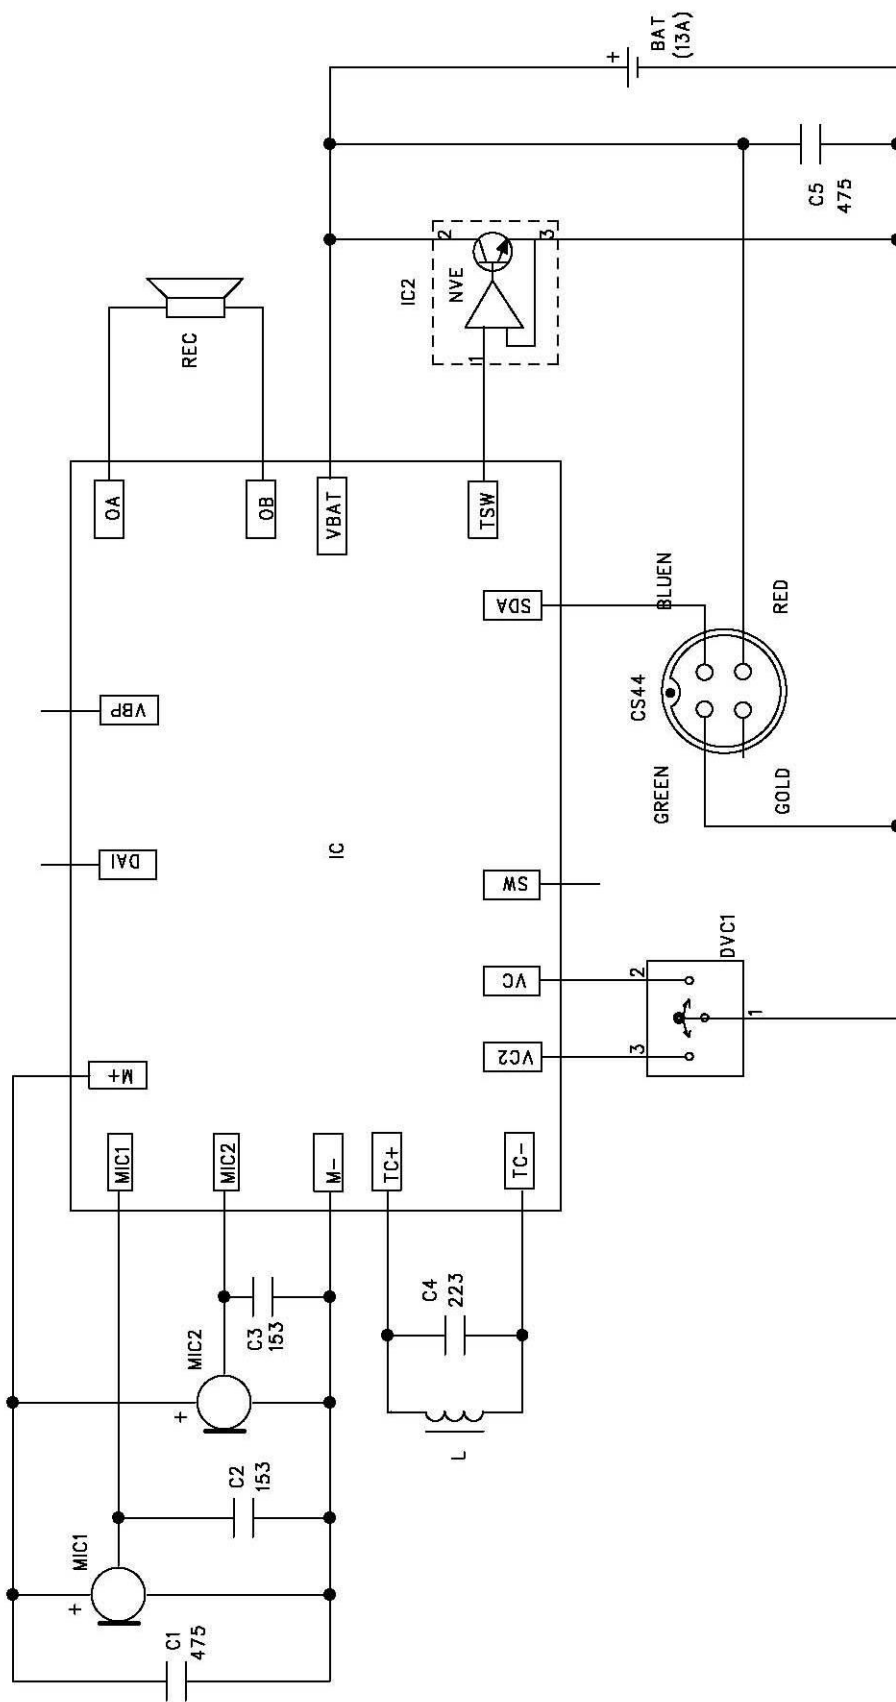 MIC1
+
C1
475
C2
153
MIC2
+
C3
153
L
C4
223
M+
MIC1
MIC2
M-
TC+
TC-
DAI
VBP
IC
VC2
VC
SW
SDA
OA
OB
VBAT
TSW
REC
IC2
NVE
1
2
3
DVC1
3
2
1
CS44
GREEN
BLUEN
GOLD
RED
C5
475
+
BAT
(13A)